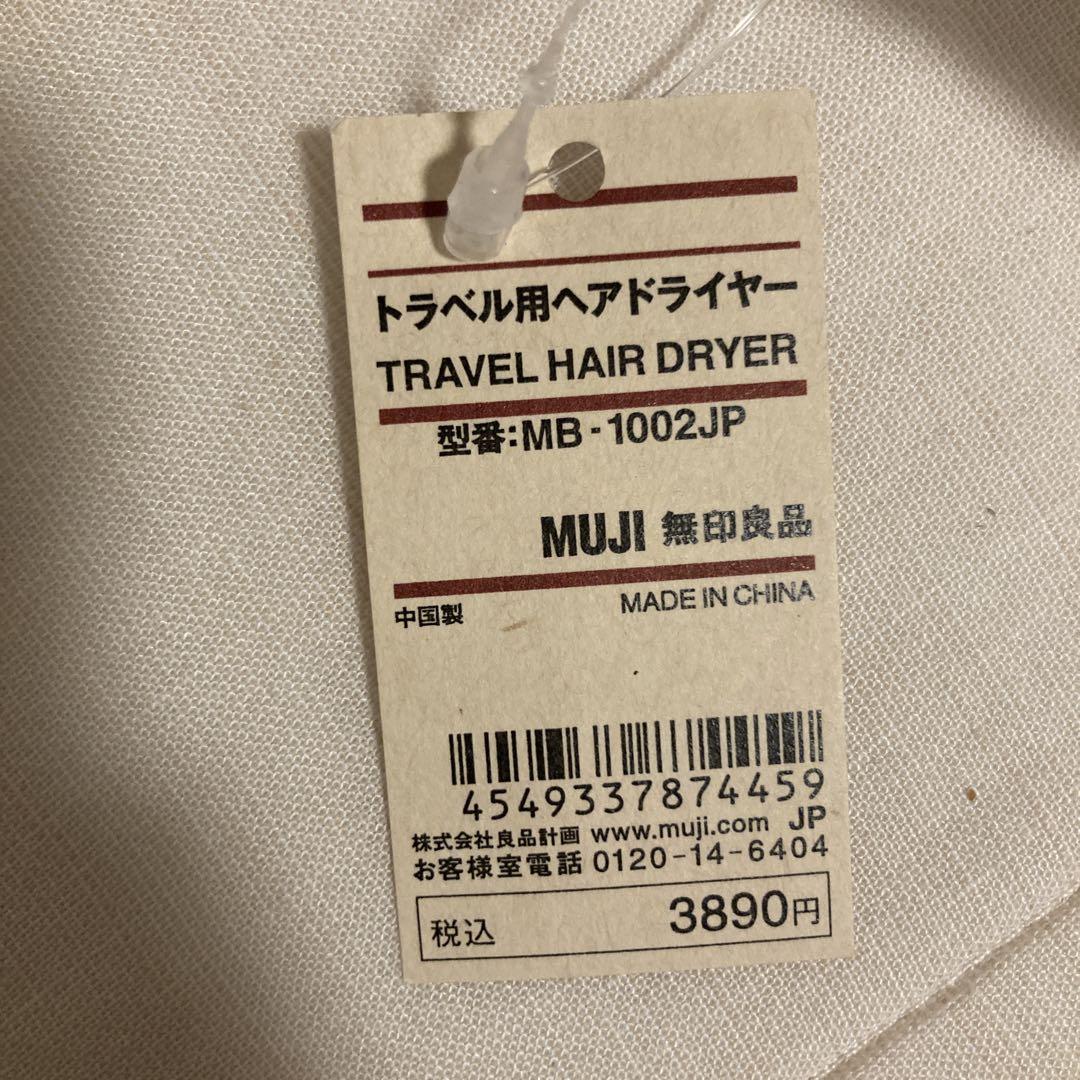 トラベル用ヘアドライヤー
TRAVEL HAIR DRYER
型番:MB-1002JP
MUJI 無印良品
中国製 MADE IN CHINA
4549337874459
株式会社良品計画 www.muji.com JP
お客様室電話 0120-14-6404
税込 3890円